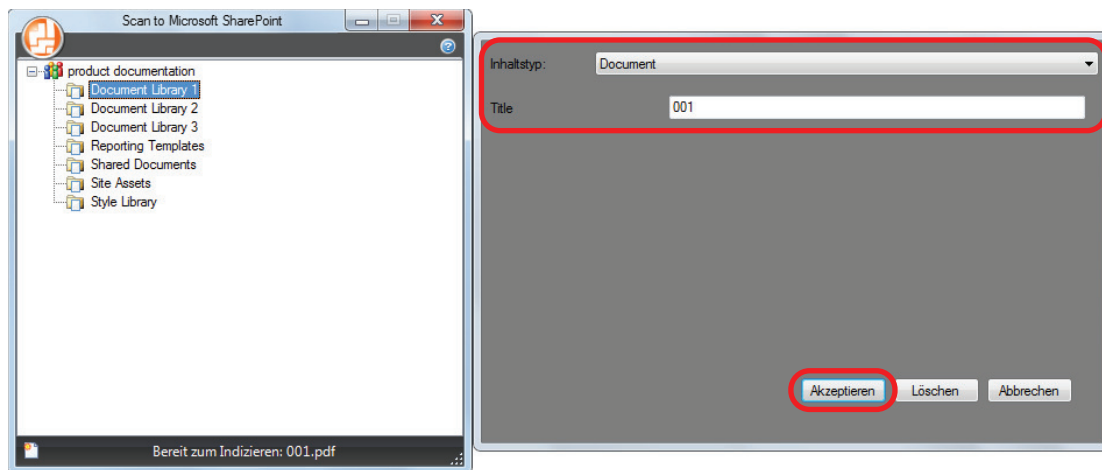 Scan to Microsoft SharePoint
product documentation
Document Library 1
Document Library 2
Document Library 3
Reporting Templates
Shared Documents
Site Assets
Style Library
Bereit zum Indizieren: 001.pdf
Inhaltstyp: Document
Title 001
Akzeptieren Löschen Abbrechen